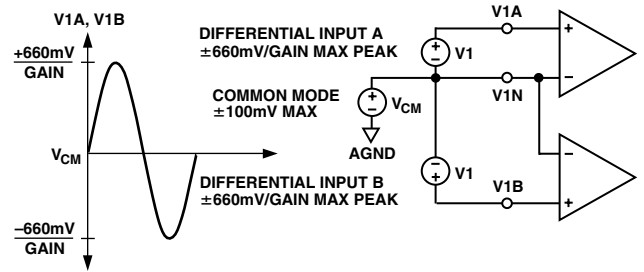 V1A, V1B
+660mV
GAIN
V_CM
–660mV
GAIN
DIFFERENTIAL INPUT A
±660mV/GAIN MAX PEAK
COMMON MODE
±100mV MAX
DIFFERENTIAL INPUT B
±660mV/GAIN MAX PEAK
V1A
+
–
V1
+
–
V1N
–
+
–
V_CM
AGND
–
+
V1
–
V1B
+